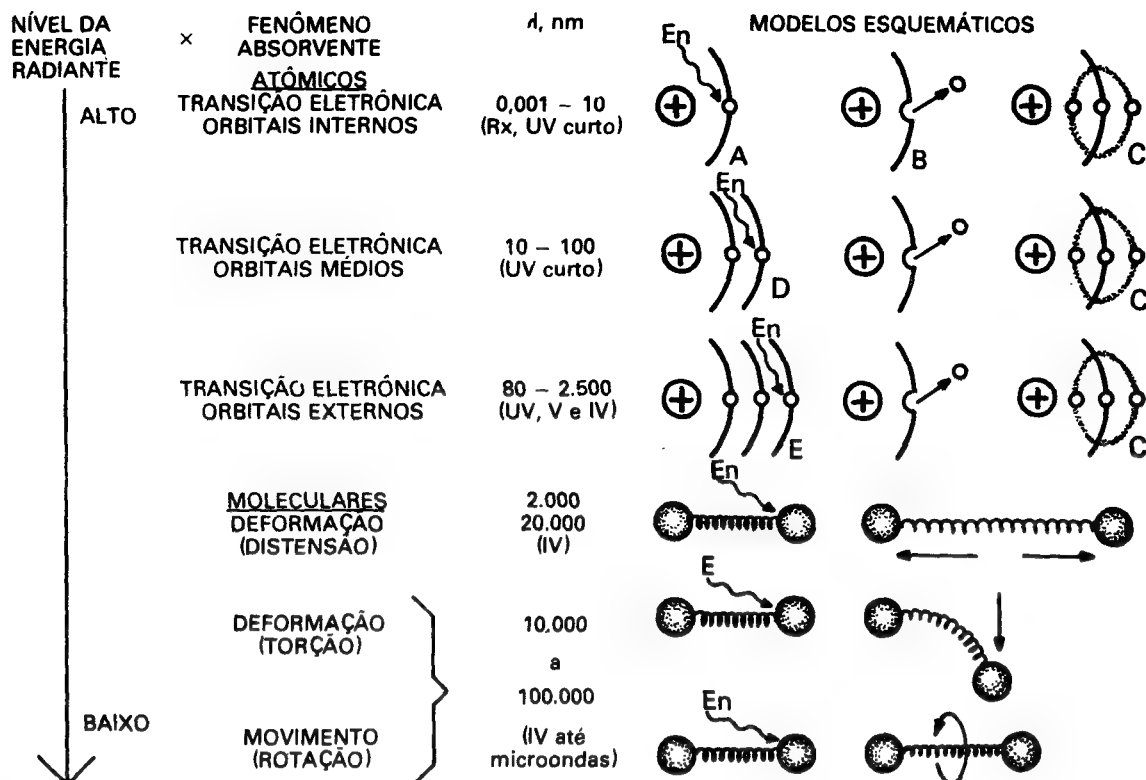 NÍVEL DA
ENERGIA
RADIANTE
×
FENÔMENO
ABSORVENTE
d, nm
MODELOS ESQUEMÁTICOS
ALTO
ATÔMICOS
TRANSIÇÃO ELETRÔNICA
ORBITAIS INTERNOS
0,001 – 10
(Rx, UV curto)
En
A
B
C
TRANSIÇÃO ELETRÔNICA
ORBITAIS MÉDIOS
10 – 100
(UV curto)
En
D
C
TRANSIÇÃO ELETRÔNICA
ORBITAIS EXTERNOS
80 – 2.500
(UV, V e IV)
En
E
C
MOLECULARES
DEFORMAÇÃO
(DISTENSÃO)
2.000
20.000
(IV)
En
DEFORMAÇÃO
(TORÇÃO)
10,000
a
100.000
E
BAIXO
MOVIMENTO
(ROTAÇÃO)
(IV até
microondas)
En